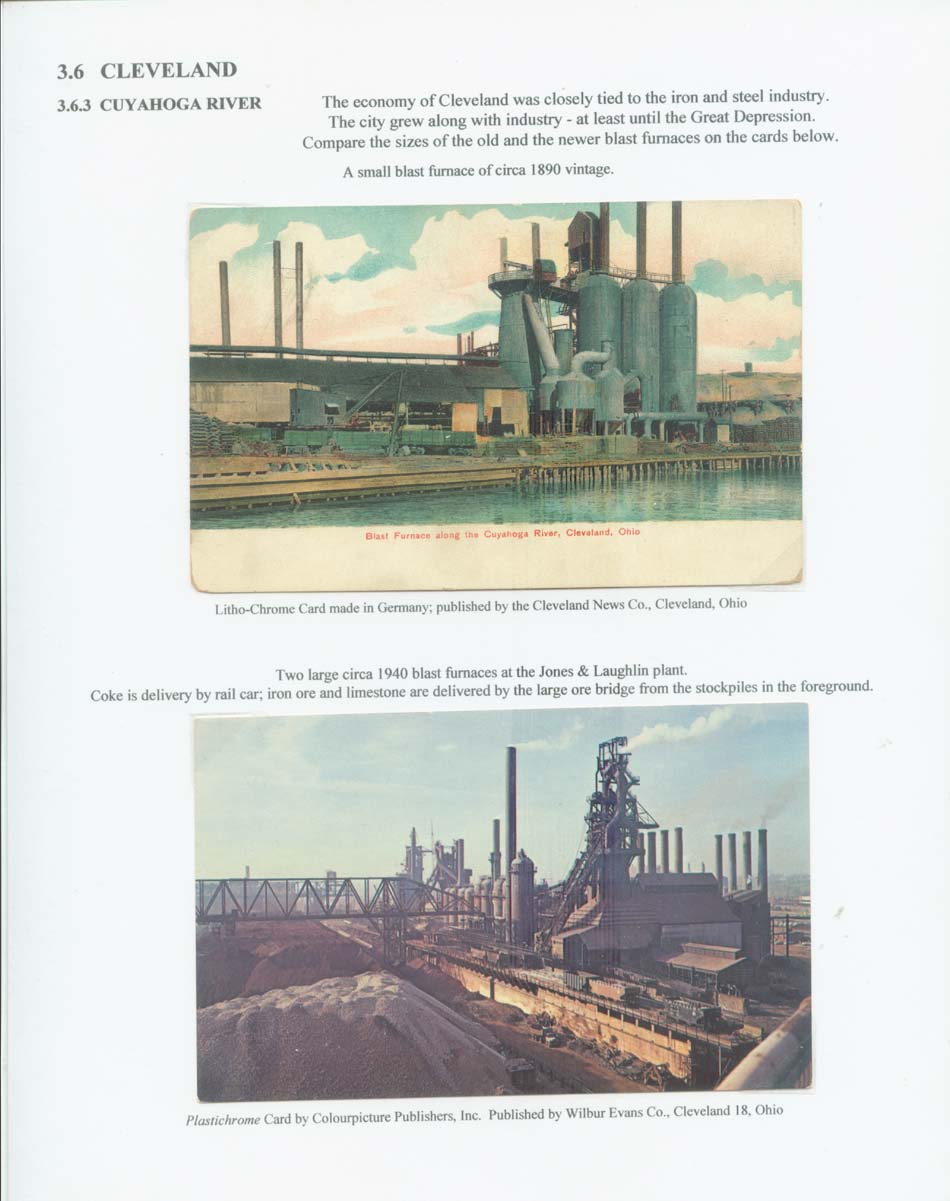 3.6 CLEVELAND
3.6.3 CUYAHOGA RIVER
The economy of Cleveland was closely tied to the iron and steel industry.
The city grew along with industry - at least until the Great Depression.
Compare the sizes of the old and the newer blast furnaces on the cards below.
A small blast furnace of circa 1890 vintage.
Blast Furnace along the Cuyahoga River, Cleveland, Ohio
Litho-Chrome Card made in Germany; published by the Cleveland News Co., Cleveland, Ohio
Two large circa 1940 blast furnaces at the Jones & Laughlin plant.
Coke is delivery by rail car; iron ore and limestone are delivered by the large ore bridge from the stockpiles in the foreground.
Plastichrome Card by Colourpicture Publishers, Inc. Published by Wilbur Evans Co., Cleveland 18, Ohio